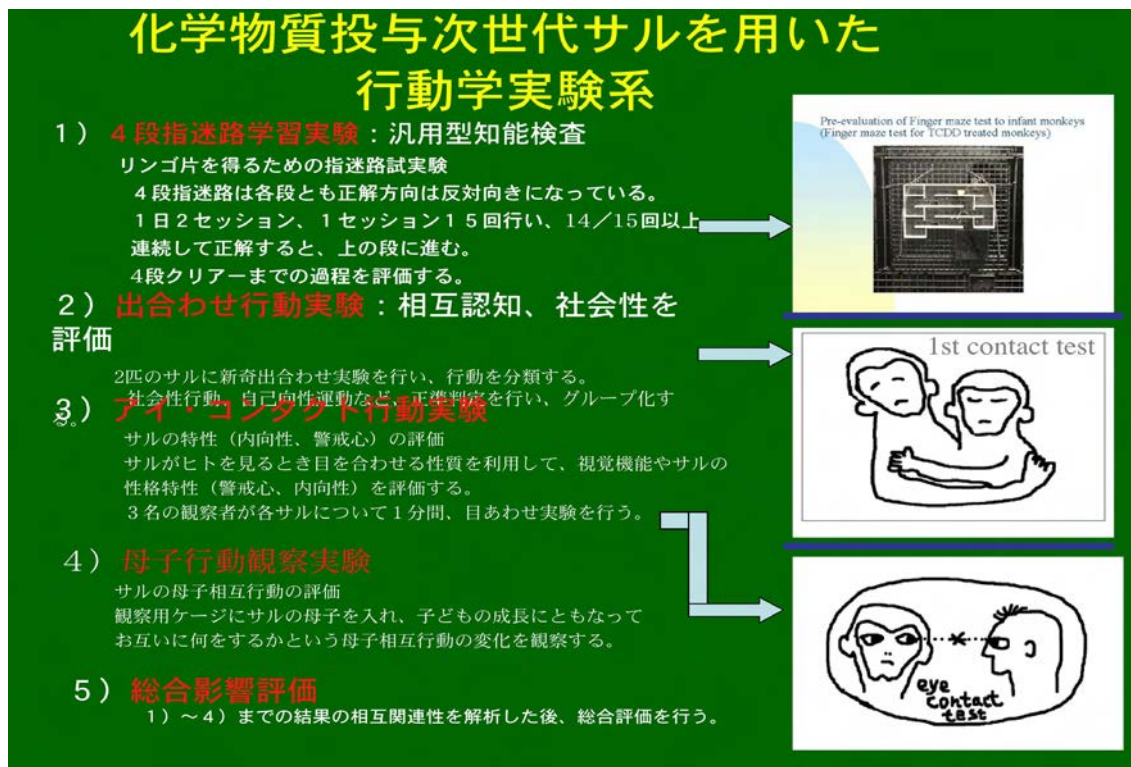 化学物質投与次世代サルを用いた
行動学実験系
1）４段指迷路学習実験：汎用型知能検査
リンゴ片を得るための指迷路試実験
４段指迷路は各段とも正解方向は反対向きになっている。
１日２セッション、１セッション１５回行い、14／15回以上
連続して正解すると、上の段に進む。
4段クリアーまでの過程を評価する。
2）出合わせ行動実験：相互認知、社会性を
評価
2匹のサルに新奇出合わせ実験を行い、行動を分類する。
社会性行動、自己向性運動など、正準判定を行い、グループ化す
る。
3）アイ・コンタクト行動実験
サルの特性（内向性、警戒心）の評価
サルがヒトを見るとき目を合わせる性質を利用して、視覚機能やサルの
性格特性（警戒心、内向性）を評価する。
３名の観察者が各サルについて１分間、目あわせ実験を行う。
4）母子行動観察実験
サルの母子相互行動の評価
観察用ケージにサルの母子を入れ、子どもの成長にともなって
お互いに何をするかという母子相互行動の変化を観察する。
5）総合影響評価
１）～４）までの結果の相互関連性を解析した後、総合評価を行う。
Pre-evaluation of Finger maze test to infant monkeys
(Finger maze test for TCDD treated monkeys)
1st contact test
eye
contact
test